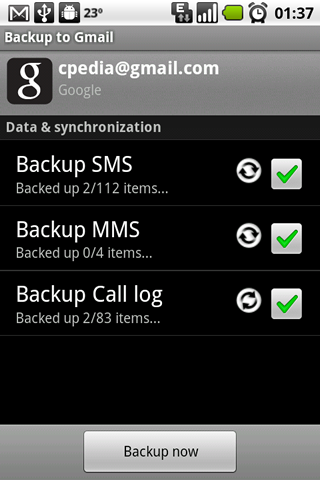 23° E 01:37
Backup to Gmail
g
cpedia@gmail.com
Google
Data & synchronization
Backup SMS
Backed up 2/112 items...
Backup MMS
Backed up 0/4 items...
Backup Call log
Backed up 2/83 items...
Backup now